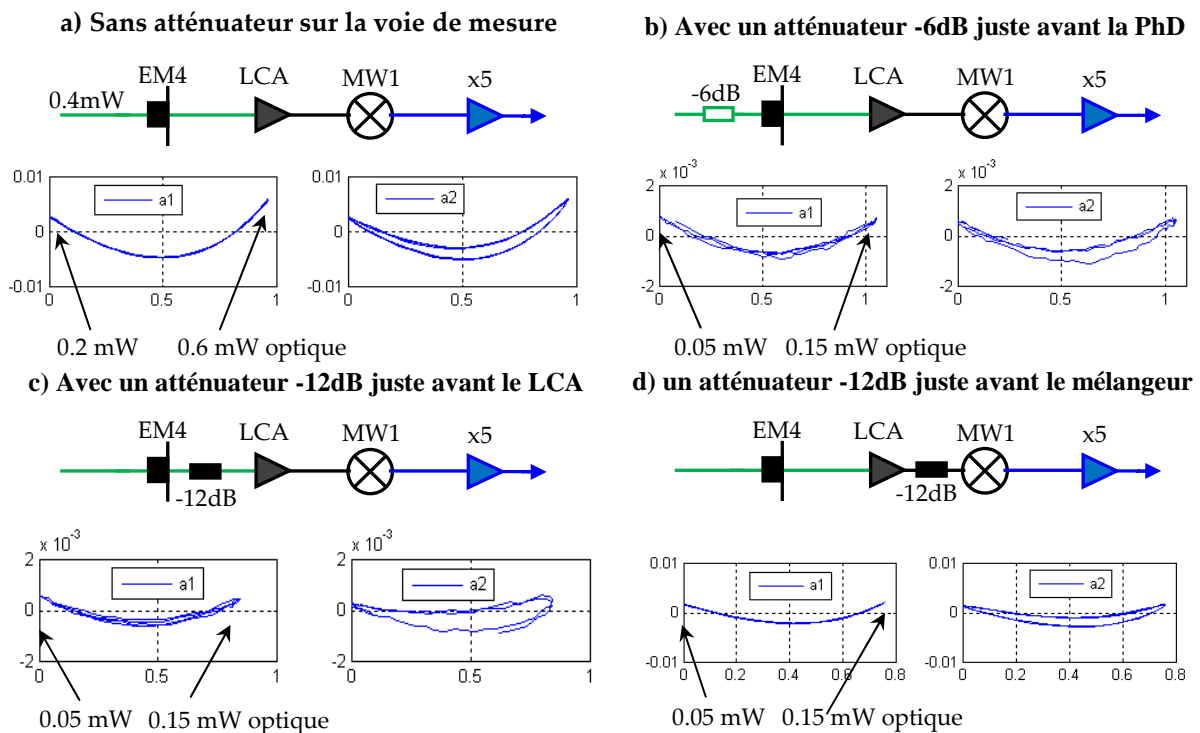 a) Sans atténuateur sur la voie de mesure
EM4 LCA MW1 x5
0.4mW
0.01
0
-0.01
a1
0 0.5 1
0.01
0
-0.01
a2
0 0.5 1
0.2 mW 0.6 mW optique
b) Avec un atténuateur -6dB juste avant la PhD
EM4 LCA MW1 x5
-6dB
x 10⁻³
2
0
-2
a1
0 0.5 1
x 10⁻³
2
0
-2
a2
0 0.5 1
0.05 mW 0.15 mW optique
c) Avec un atténuateur -12dB juste avant le LCA
EM4 LCA MW1 x5
-12dB
x 10⁻³
2
0
-2
a1
0 0.5 1
x 10⁻³
2
0
-2
a2
0 0.5 1
0.05 mW 0.15 mW optique
d) un atténuateur -12dB juste avant le mélangeur
EM4 LCA MW1 x5
-12dB
0.01
0
-0.01
a1
0 0.2 0.4 0.6 0.8
0.01
0
-0.01
a2
0 0.2 0.4 0.6 0.8
0.05 mW 0.15 mW optique